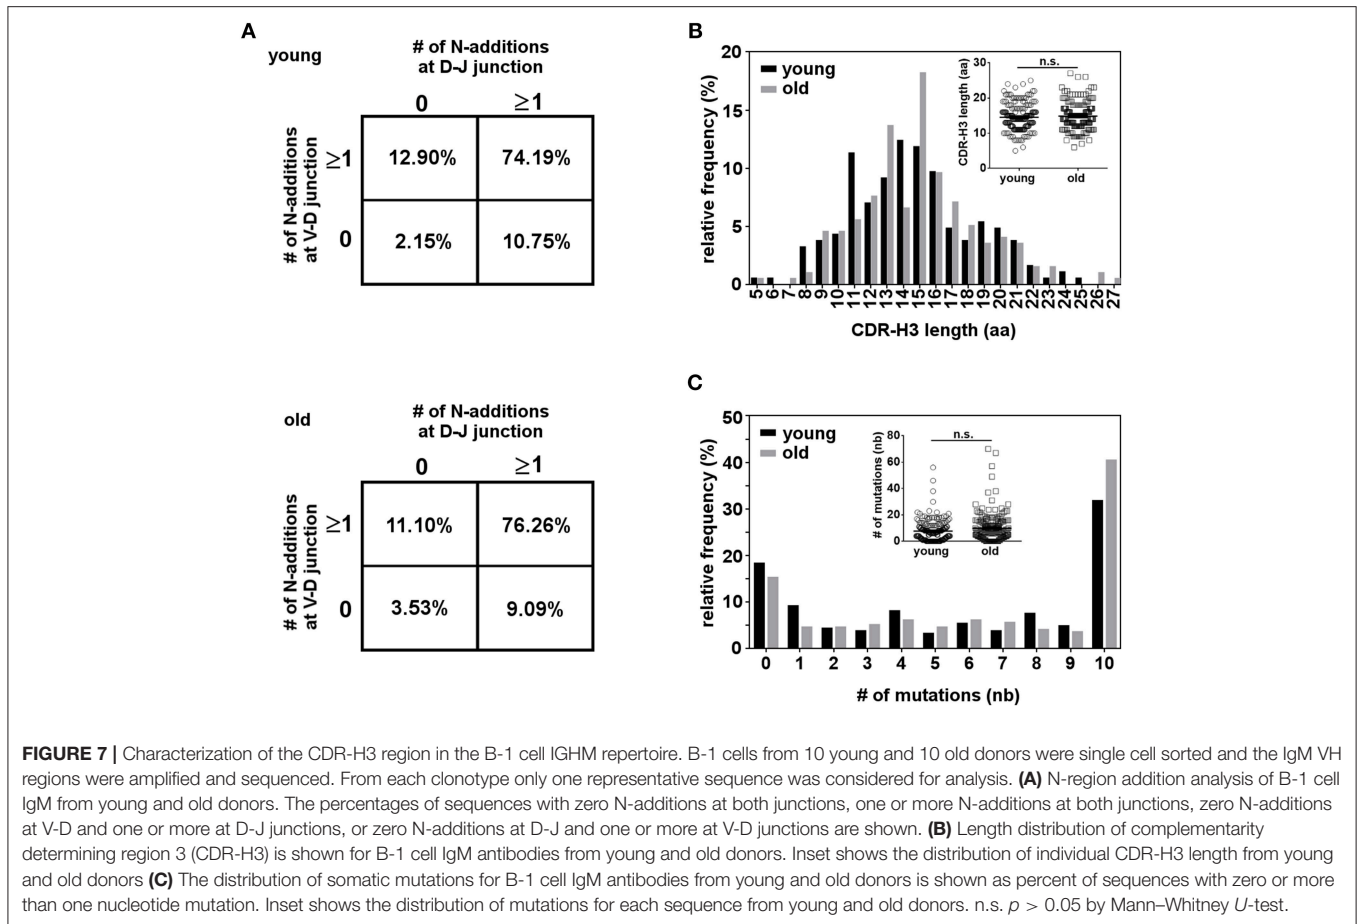 A
young
# of N-additions
at D-J junction
0 ≥1
# of N-additions
at V-D junction
≥1 12.90% 74.19%
0 2.15% 10.75%
old
# of N-additions
at D-J junction
0 ≥1
# of N-additions
at V-D junction
≥1 11.10% 76.26%
0 3.53% 9.09%
B
relative frequency (%)
20
15
10
5
0
young
old
5 6 7 8 9 10 11 12 13 14 15 16 17 18 19 20 21 22 23 24 25 26 27
CDR-H3 length (aa)
CDR-H3 length (aa)
30
20
10
0
n.s.
young old
C
relative frequency (%)
50
40
30
20
10
0
young
old
0 1 2 3 4 5 6 7 8 9 10
# of mutations (nb)
# of mutations (nb)
80
60
40
20
0
n.s.
young old
FIGURE 7 | Characterization of the CDR-H3 region in the B-1 cell IGHM repertoire. B-1 cells from 10 young and 10 old donors were single cell sorted and the IgM VH
regions were amplified and sequenced. From each clonotype only one representative sequence was considered for analysis. (A) N-region addition analysis of B-1 cell
IgM from young and old donors. The percentages of sequences with zero N-additions at both junctions, one or more N-additions at both junctions, zero N-additions
at V-D and one or more at D-J junctions, or zero N-additions at D-J and one or more at V-D junctions are shown. (B) Length distribution of complementarity
determining region 3 (CDR-H3) is shown for B-1 cell IgM antibodies from young and old donors. Inset shows the distribution of individual CDR-H3 length from young
and old donors (C) The distribution of somatic mutations for B-1 cell IgM antibodies from young and old donors is shown as percent of sequences with zero or more
than one nucleotide mutation. Inset shows the distribution of mutations for each sequence from young and old donors. n.s. p > 0.05 by Mann–Whitney U-test.